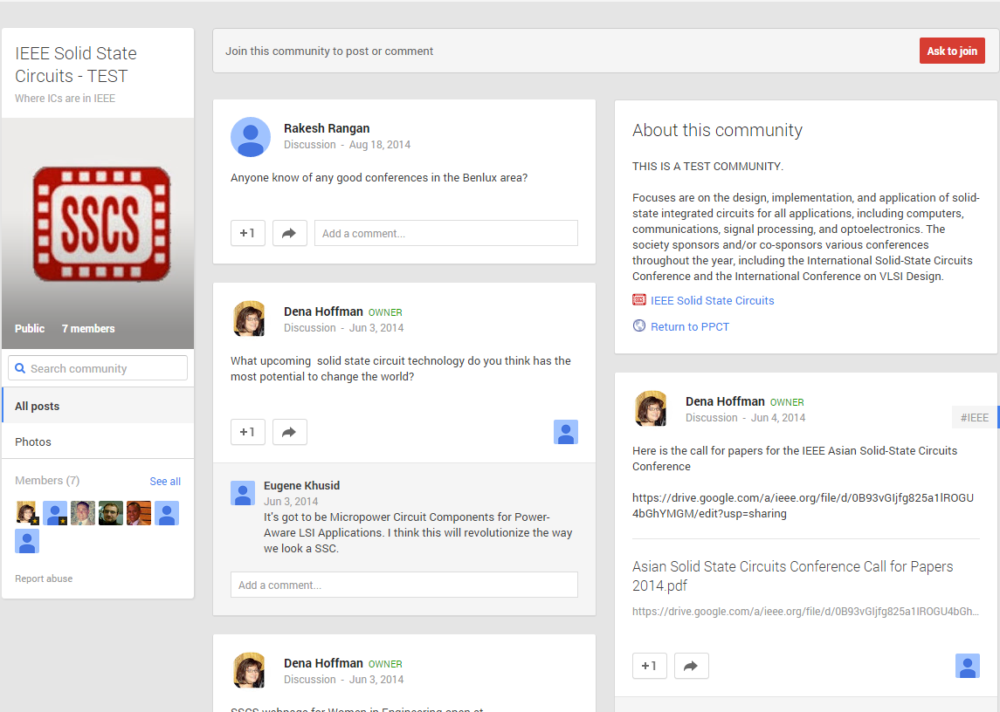 IEEE Solid State
Circuits - TEST
Where ICs are in IEEE
SSCS
Public 7 members
Search community
All posts
Photos
Members (7) See all
Report abuse
Join this community to post or comment
Ask to join
Rakesh Rangan
Discussion - Aug 18, 2014
Anyone know of any good conferences in the Benlux area?
+1
Add a comment...
Dena Hoffman OWNER
Discussion - Jun 3, 2014
What upcoming solid state circuit technology do you think has the
most potential to change the world?
+1
Eugene Khusid
Jun 3, 2014
It's got to be Micropower Circuit Components for Power-
Aware LSI Applications. I think this will revolutionize the way
we look a SSC.
Add a comment...
Dena Hoffman OWNER
Discussion - Jun 3, 2014
SSCS webpage for Women in Engineering open at
About this community
THIS IS A TEST COMMUNITY.
Focuses are on the design, implementation, and application of solid-
state integrated circuits for all applications, including computers,
communications, signal processing, and optoelectronics. The
society sponsors and/or co-sponsors various conferences
throughout the year, including the International Solid-State Circuits
Conference and the International Conference on VLSI Design.
IEEE Solid State Circuits
Return to PPCT
Dena Hoffman OWNER
Discussion - Jun 4, 2014
#IEEE
Here is the call for papers for the IEEE Asian Solid-State Circuits
Conference
https://drive.google.com/a/ieee.org/file/d/0B93vGIjfg825a1lROGU
4bGhYMGM/edit?usp=sharing
Asian Solid State Circuits Conference Call for Papers
2014.pdf
https://drive.google.com/a/ieee.org/file/d/0B93vGIjfg825a1lROGU4bGh...
+1